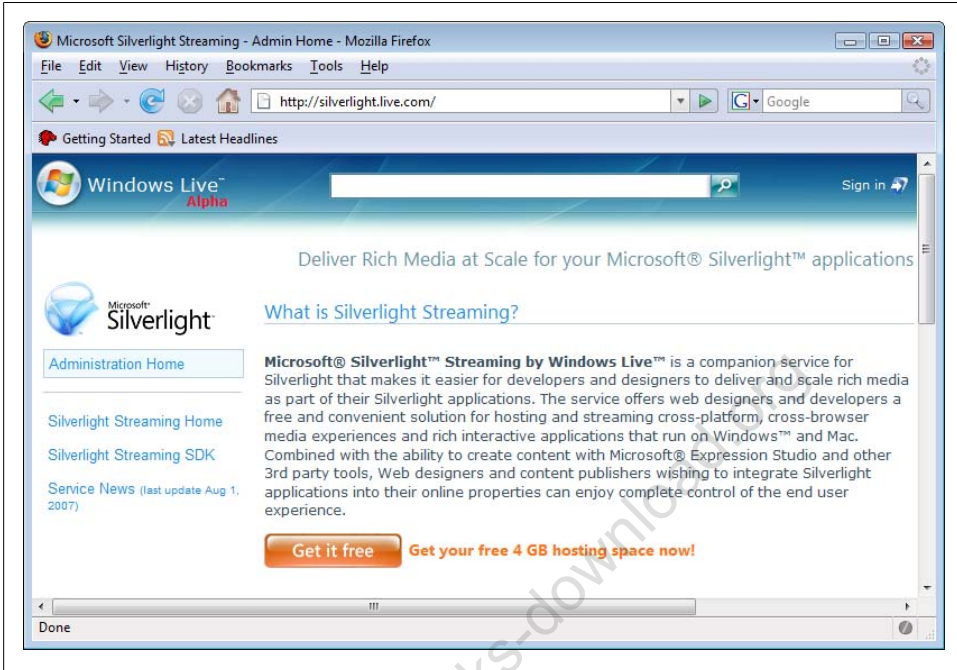 Microsoft Silverlight Streaming - Admin Home - Mozilla Firefox
File Edit View History Bookmarks Tools Help
http://silverlight.live.com/
G Google
Getting Started Latest Headlines
Windows Live™
Alpha
Sign in
Deliver Rich Media at Scale for your Microsoft® Silverlight™ applications
Microsoft®
Silverlight™
What is Silverlight Streaming?
Administration Home
Silverlight Streaming Home
Silverlight Streaming SDK
Service News (last update Aug 1,
2007)
Microsoft® Silverlight™ Streaming by Windows Live™ is a companion service for
Silverlight that makes it easier for developers and designers to deliver and scale rich media
as part of their Silverlight applications. The service offers web designers and developers a
free and convenient solution for hosting and streaming cross-platform, cross-browser
media experiences and rich interactive applications that run on Windows™ and Mac.
Combined with the ability to create content with Microsoft® Expression Studio and other
3rd party tools, Web designers and content publishers wishing to integrate Silverlight
applications into their online properties can enjoy complete control of the end user
experience.
Get it free Get your free 4 GB hosting space now!
Done
ks-download.org